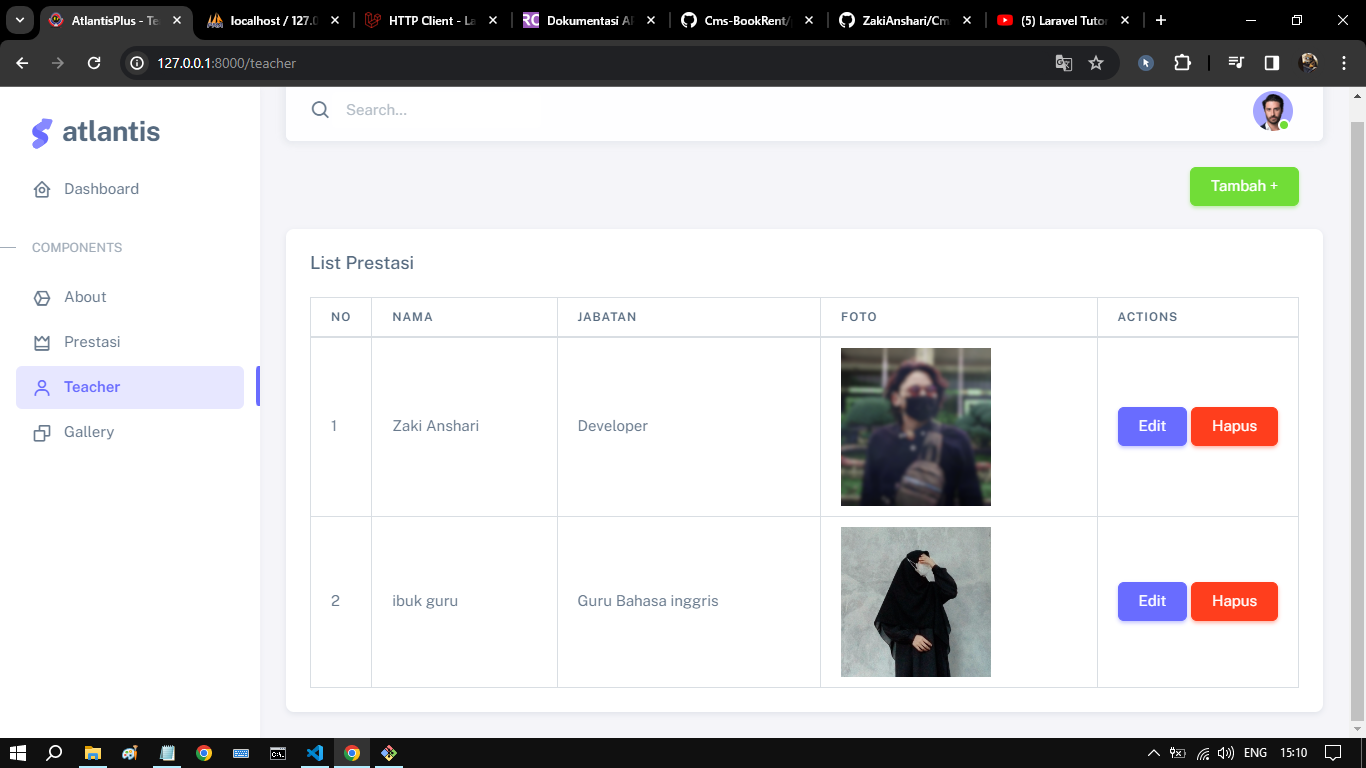 AtlantisPlus - Te
localhost / 127.0
HTTP Client - La
Dokumentasi AP
Cms-BookRent/
ZakiAnshari/Cm
(5) Laravel Tutor
127.0.0.1:8000/teacher
atlantis
Search...
Dashboard
Tambah +
COMPONENTS
About
Prestasi
Teacher
Gallery
List Prestasi
NO NAMA JABATAN FOTO ACTIONS
1 Zaki Anshari Developer Edit Hapus
2 ibuk guru Guru Bahasa inggris Edit Hapus
ENG 15:10